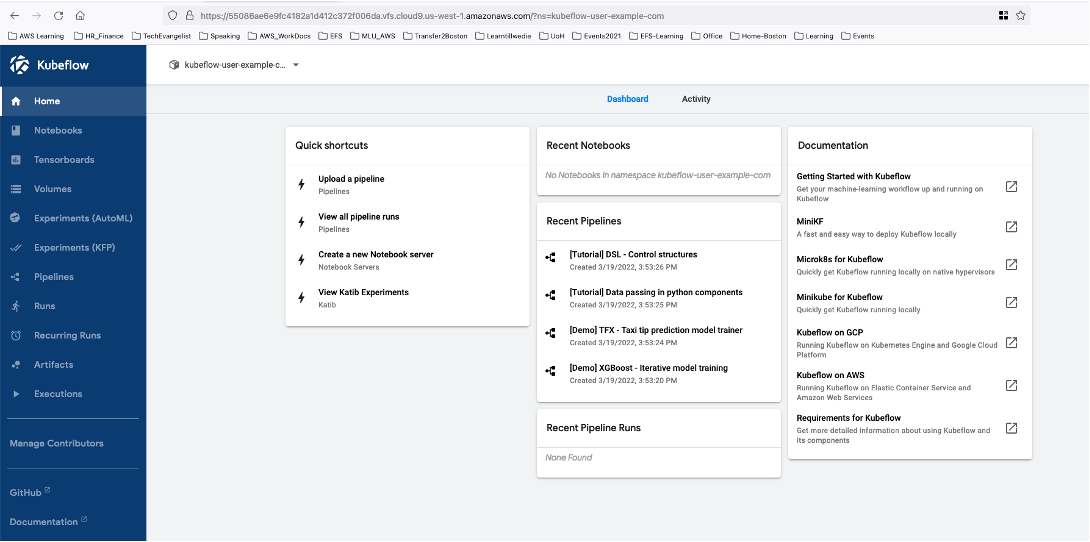 https://55086ae6e9fc4182a1d412c372f006da.vfs.cloud9.us-west-1.amazonaws.com/?ns=kubeflow-user-example-com
AWS Learning
HR_Finance
TechEvangelist
Speaking
AWS_WorkDocs
EFS
MLU_AWS
Transfer2Boston
Learntillwedie
UoH
Events2021
EFS-Learning
Office
Home-Boston
Learning
Events
Kubeflow
kubeflow-user-example-c...
Home
Notebooks
Tensorboards
Volumes
Experiments (AutoML)
Experiments (KFP)
Pipelines
Runs
Recurring Runs
Artifacts
Executions
Manage Contributors
GitHub
Documentation
Dashboard
Activity
Quick shortcuts
Upload a pipeline
Pipelines
View all pipeline runs
Pipelines
Create a new Notebook server
Notebook Servers
View Katib Experiments
Katib
Recent Notebooks
No Notebooks in namespace kubeflow-user-example-com
Recent Pipelines
[Tutorial] DSL - Control structures
Created 3/19/2022, 3:53:26 PM
[Tutorial] Data passing in python components
Created 3/19/2022, 3:53:25 PM
[Demo] TFX - Taxi tip prediction model trainer
Created 3/19/2022, 3:53:24 PM
[Demo] XGBoost - Iterative model training
Created 3/19/2022, 3:53:20 PM
Recent Pipeline Runs
None Found
Documentation
Getting Started with Kubeflow
Get your machine-learning workflow up and running on
Kubeflow
MiniKF
A fast and easy way to deploy Kubeflow locally
Microk8s for Kubeflow
Quickly get Kubeflow running locally on native hypervisors
Minikube for Kubeflow
Quickly get Kubeflow running locally
Kubeflow on GCP
Running Kubeflow on Kubernetes Engine and Google Cloud
Platform
Kubeflow on AWS
Running Kubeflow on Elastic Container Service and
Amazon Web Services
Requirements for Kubeflow
Get more detailed information about using Kubeflow and
its components